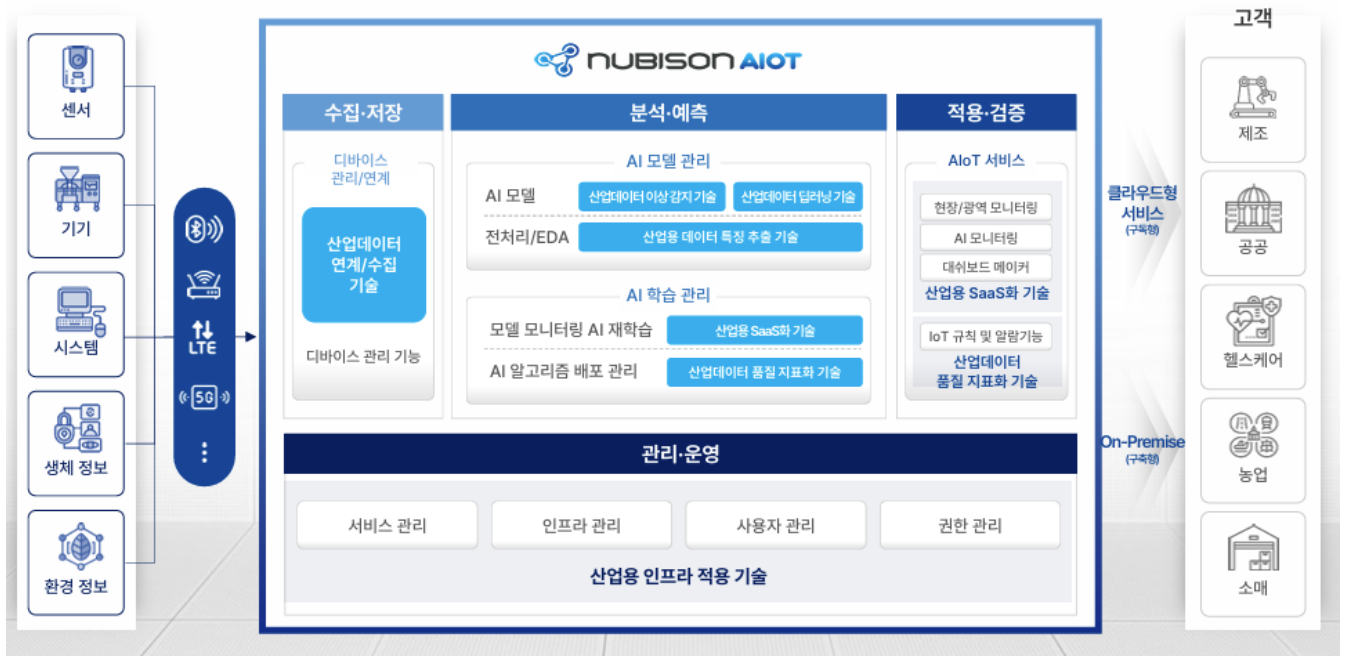 센서
기기
시스템
생체 정보
환경 정보
LTE
5G
NUBISON AIOT
수집·저장
디바이스
관리/연계
산업데이터
연계/수집
기술
디바이스 관리 기능
분석·예측
AI 모델 관리
AI 모델
산업데이터 이상 감지 기술
산업데이터 딥러닝 기술
전처리/EDA
산업용 데이터 특징 추출 기술
AI 학습 관리
모델 모니터링 AI 재학습
산업용 SaaS화 기술
AI 알고리즘 배포 관리
산업데이터 품질 지표화 기술
적용·검증
AIoT 서비스
현장/광역 모니터링
AI 모니터링
대쉬보드 메이커
산업용 SaaS화 기술
IoT 규칙 및 알람기능
산업데이터
품질 지표화 기술
관리·운영
서비스 관리
인프라 관리
사용자 관리
권한 관리
산업용 인프라 적용 기술
클라우드형
서비스
(구독형)
On-Premise
(구축형)
고객
제조
공공
헬스케어
농업
소매